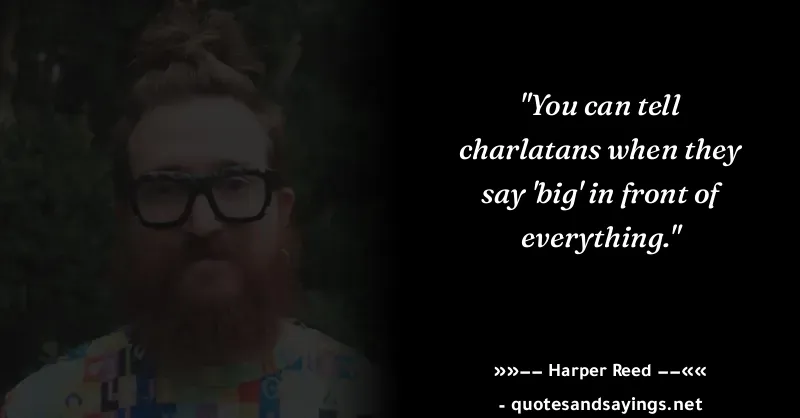 "You can tell
charlatans when they
say 'big' in front of
everything."
»»−− Harper Reed −−««
- quotesandsayings.net